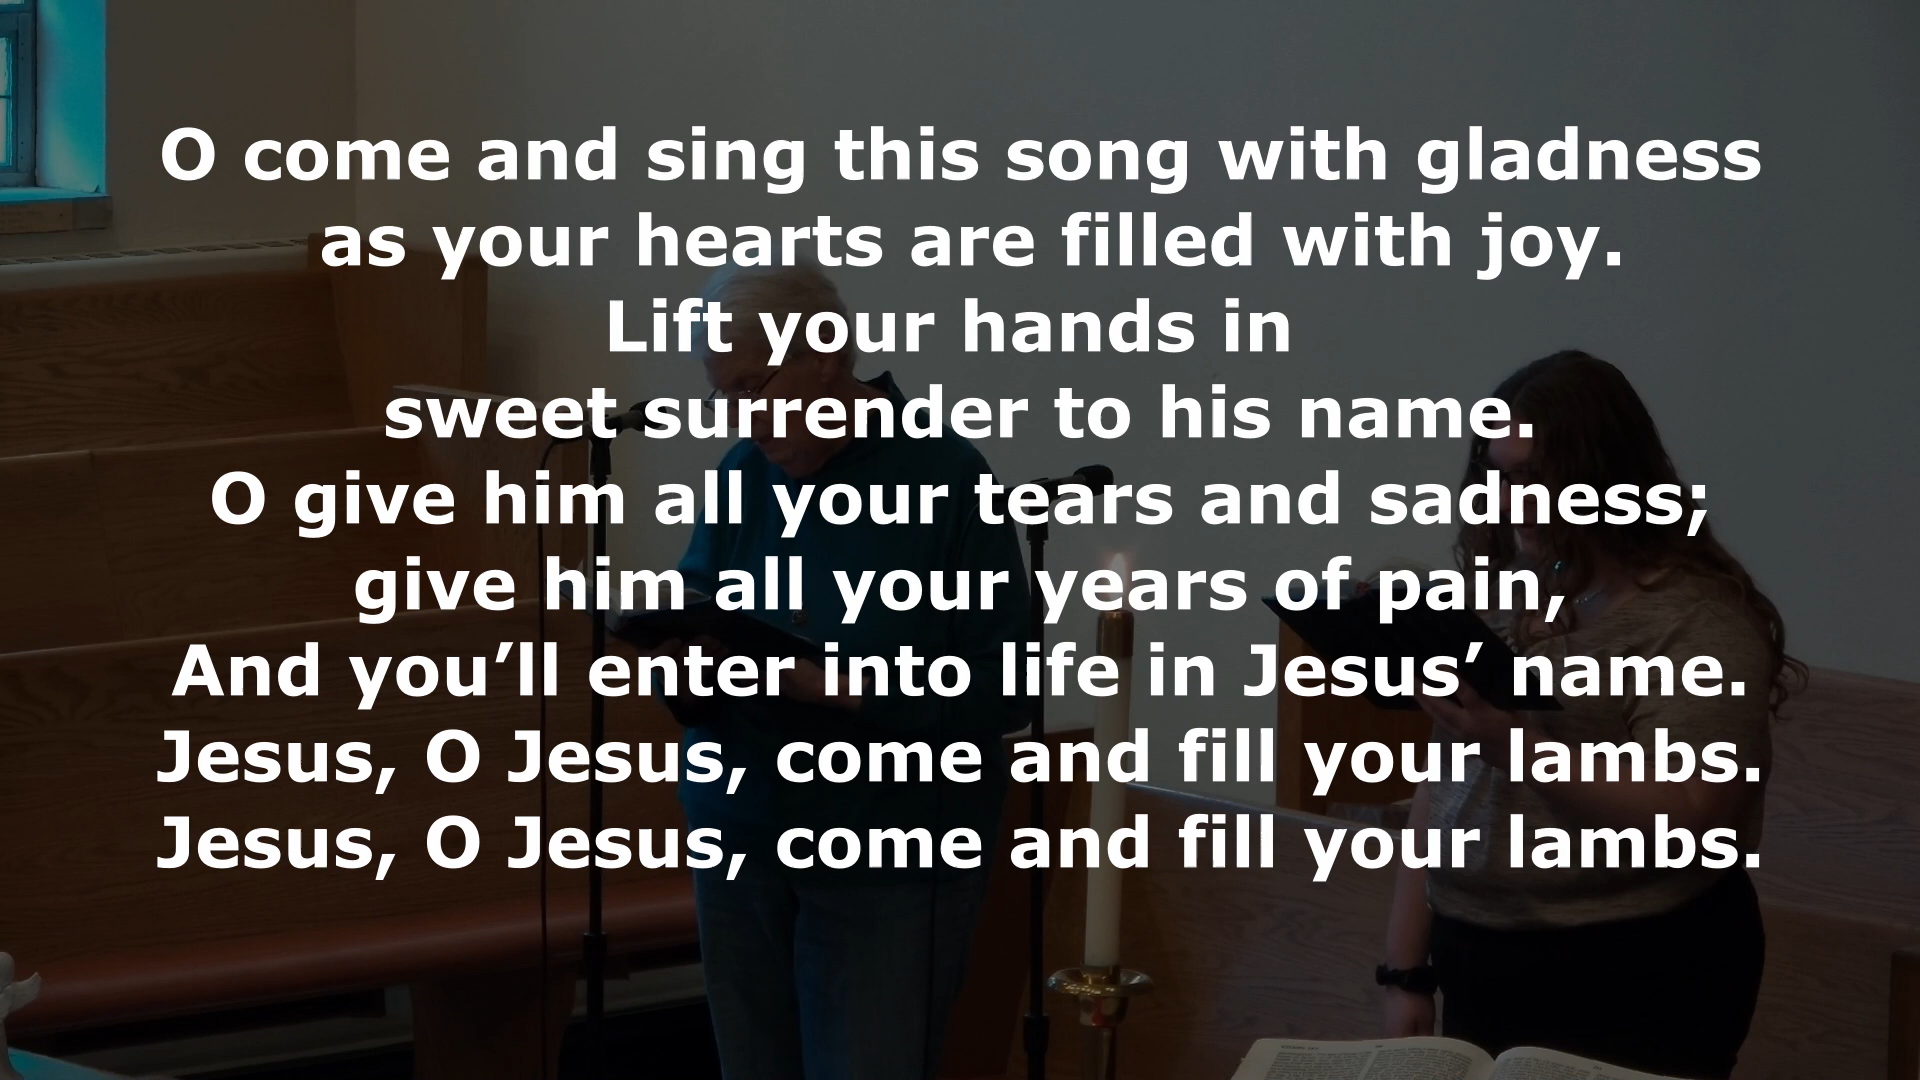 O come and sing this song with gladness
as your hearts are filled with joy.
Lift your hands in
sweet surrender to his name.
O give him all your tears and sadness;
give him all your years of pain,
And you’ll enter into life in Jesus’ name.
Jesus, O Jesus, come and fill your lambs.
Jesus, O Jesus, come and fill your lambs.